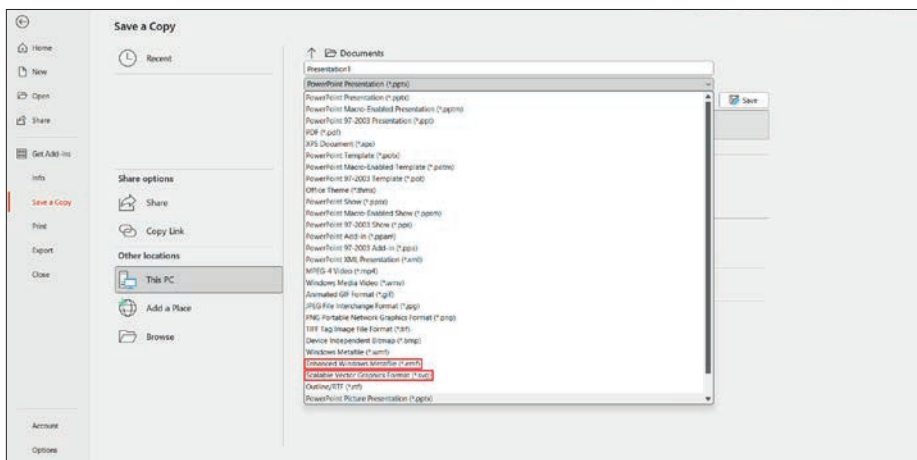 Save a Copy
Home
New
Open
Share
Get Add-ins
Info
Save a Copy
Print
Export
Close
Account
Options
Recent
Share options
Share
Copy Link
Other locations
This PC
Add a Place
Browse
Documents
Presentation1
PowerPoint Presentation (*.pptx)
Save
PowerPoint Presentation (*.pptx)
PowerPoint Macro-Enabled Presentation (*.pptm)
PowerPoint 97-2003 Presentation (*.ppt)
PDF (*.pdf)
XPS Document (*.xps)
PowerPoint Template (*.potx)
PowerPoint Macro-Enabled Template (*.potm)
PowerPoint 97-2003 Template (*.pot)
Office Theme (*.thmx)
PowerPoint Show (*.ppsx)
PowerPoint Macro-Enabled Show (*.ppsm)
PowerPoint 97-2003 Show (*.pps)
PowerPoint Add-in (*.ppam)
PowerPoint 97-2003 Add-in (*.ppa)
PowerPoint XML Presentation (*.xml)
MPEG-4 Video (*.mp4)
Windows Media Video (*.wmv)
Animated GIF Format (*.gif)
JPEG File Interchange Format (*.jpg)
PNG Portable Network Graphics Format (*.png)
TIFF Tag Image File Format (*.tif)
Device Independent Bitmap (*.bmp)
Windows Metafile (*.wmf)
Enhanced Windows Metafile (*.emf)
Scalable Vector Graphics Format (*.svg)
Outline/RTF (*.rtf)
PowerPoint Picture Presentation (*.pptx)